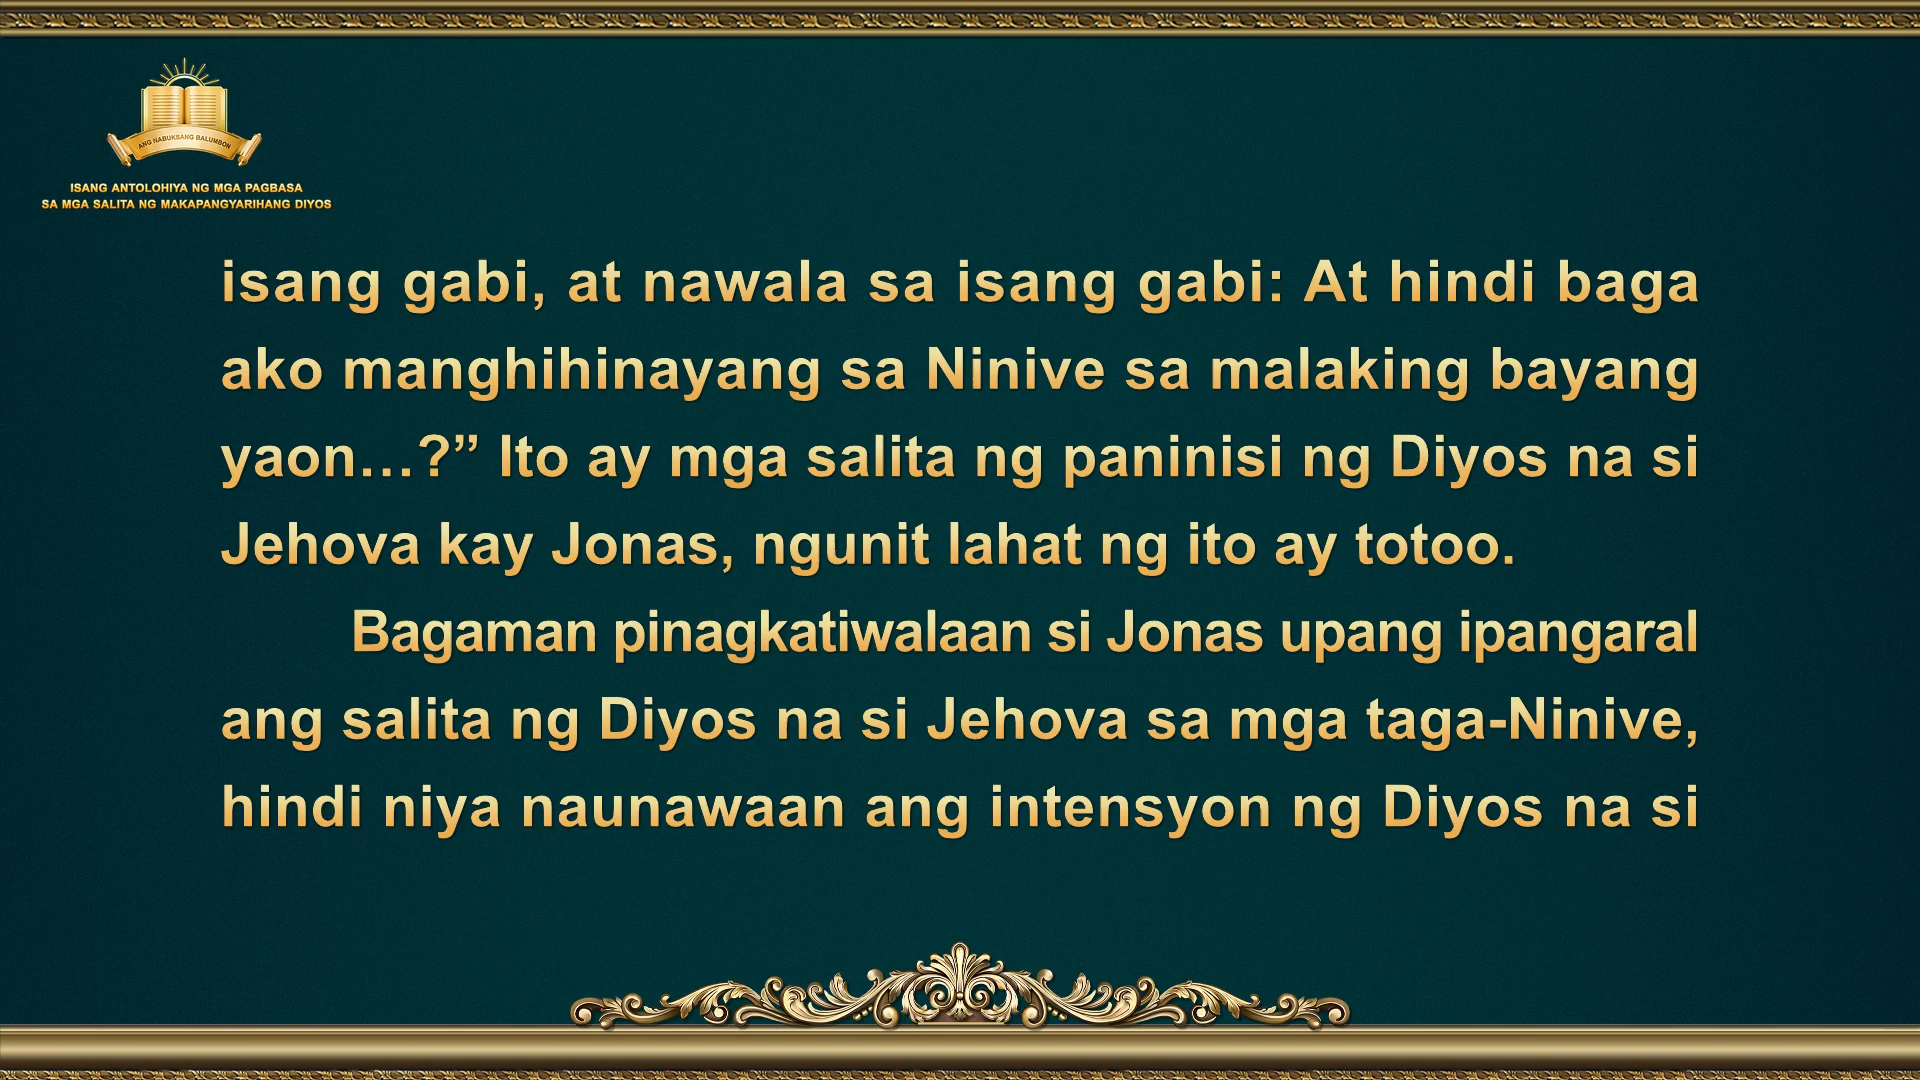 ANG NABUKSANG BALUMBON
ISANG ANTOLOHIYA NG MGA PAGBASA
SA MGA SALITA NG MAKAPANGYARIHANG DIYOS
isang gabi, at nawala sa isang gabi: At hindi baga
ako manghihinayang sa Ninive sa malaking bayang
yaon…?” Ito ay mga salita ng paninisi ng Diyos na si
Jehova kay Jonas, ngunit lahat ng ito ay totoo.
Bagaman pinagkatiwalaan si Jonas upang ipangaral
ang salita ng Diyos na si Jehova sa mga taga-Ninive,
hindi niya naunawaan ang intensyon ng Diyos na si